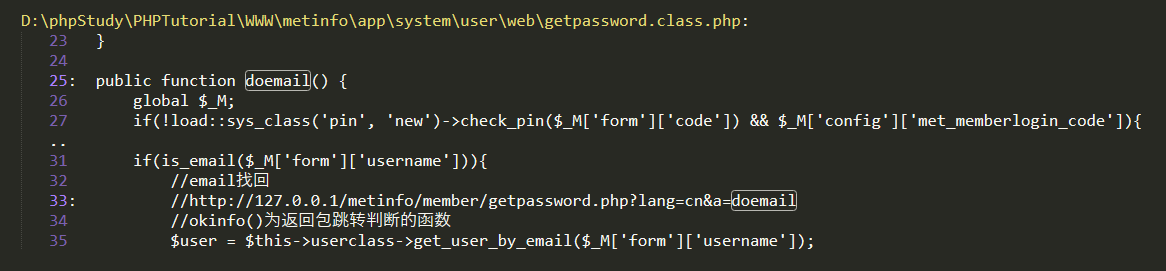 D:\phpStudy\PHPTutorial\WWW\metinfo\app\system\user\web\getpassword.class.php:
23 }
24
25: public function doemail() {
26 global $_M;
27 if(!load::sys_class('pin', 'new')->check_pin($_M['form']['code']) && $_M['config']['met_memberlogin_code']){
..
31 if(is_email($_M['form']['username'])){
32 //email找回
33: //http://127.0.0.1/metinfo/member/getpassword.php?lang=cn&a=doemail
34 //okinfo()为返回包跳转判断的函数
35 $user = $this->userclass->get_user_by_email($_M['form']['username']);